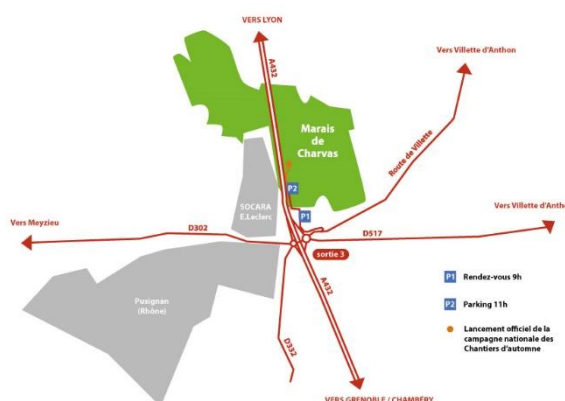 VERS LYON
A432
Vers Villette d'Anthon
Marais
de
Charvas
Route de Villette
P2
SOCARA
E.Leclerc
P1
Vers Villette d'Antho
Vers Meyzieu
D302
D517
sortie 3
Pusignan
(Rhône)
A432
D332
P1 Rendez-vous 9h
P2 Parking 11h
Lancement officiel de la
campagne nationale des
Chantiers d'automne
VERS GRENOBLE / CHAMBÉRY